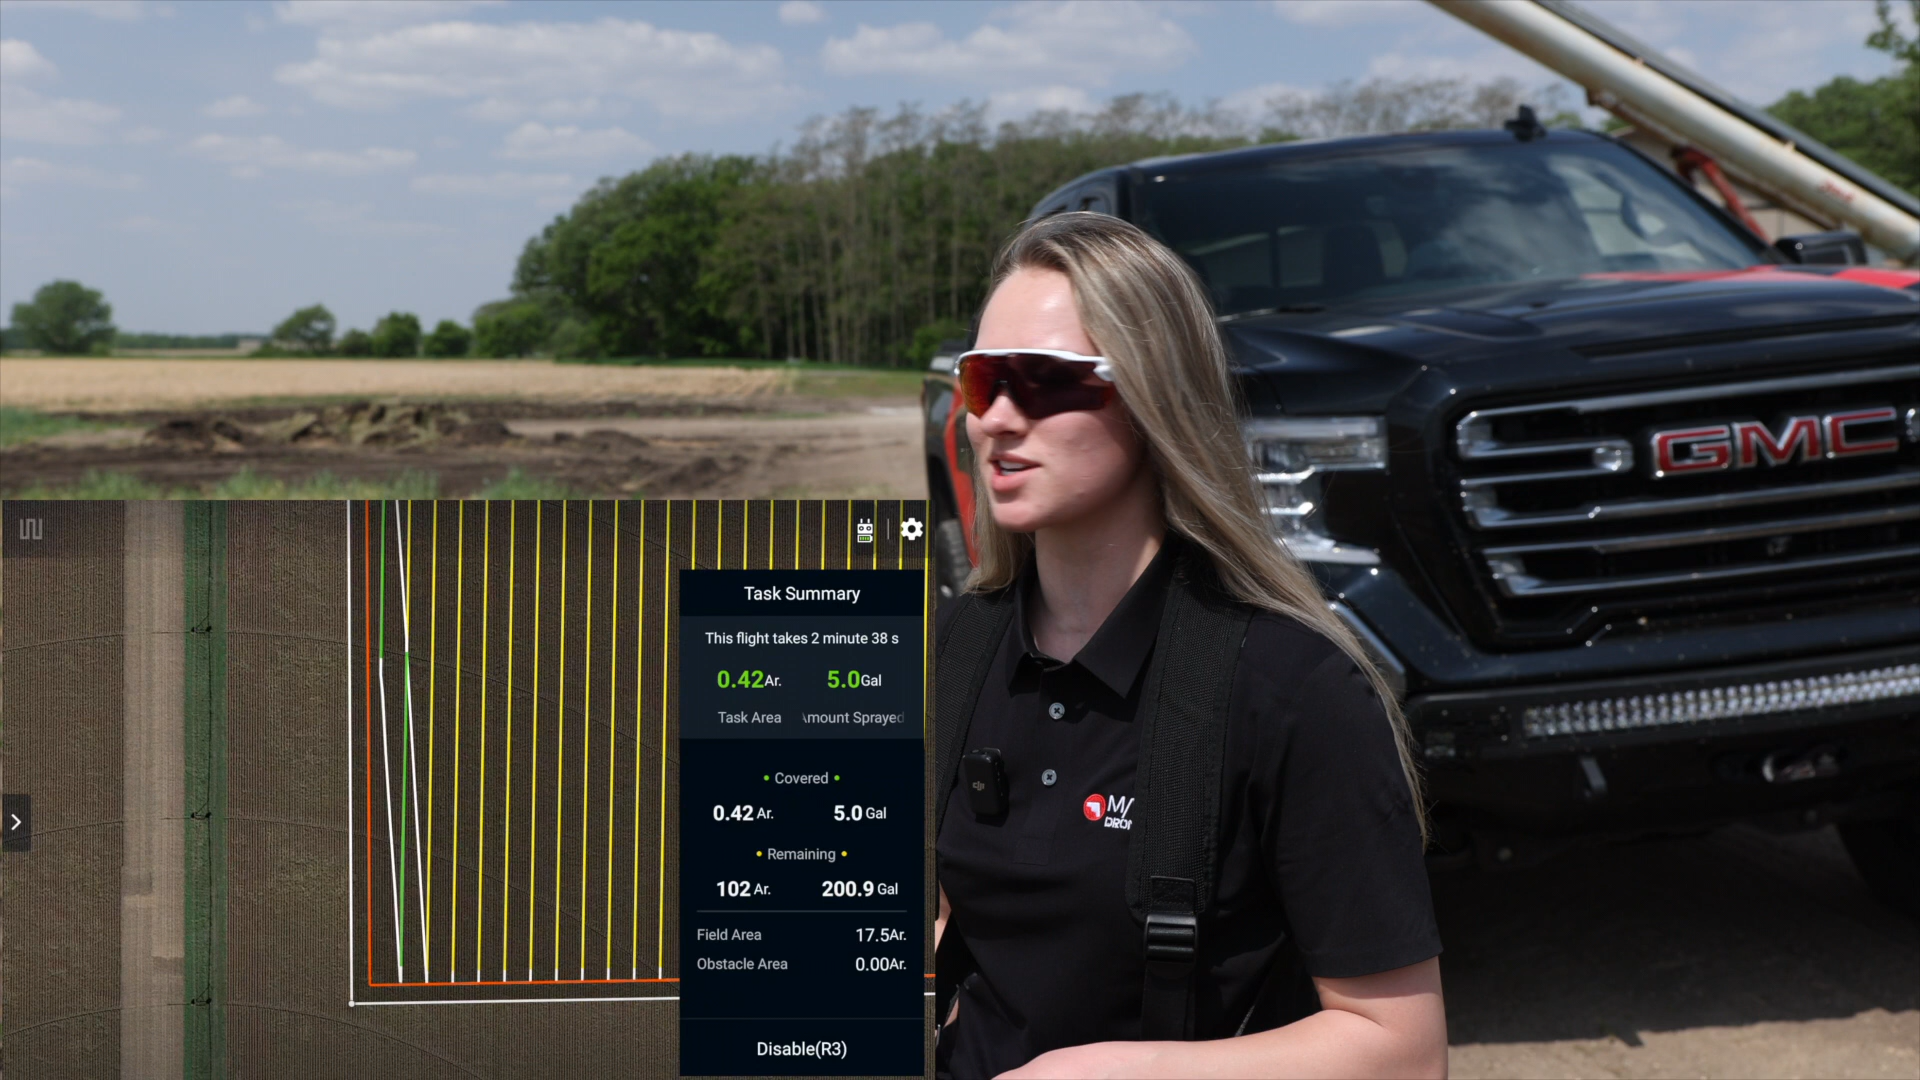 GMC
dji
Task Summary
This flight takes 2 minute 38 s
0.42Ar. 5.0Gal
Task Area Amount Sprayed
• Covered •
0.42 Ar. 5.0 Gal
• Remaining •
102 Ar. 200.9 Gal
Field Area 17.5Ar.
Obstacle Area 0.00Ar.
Disable(R3)